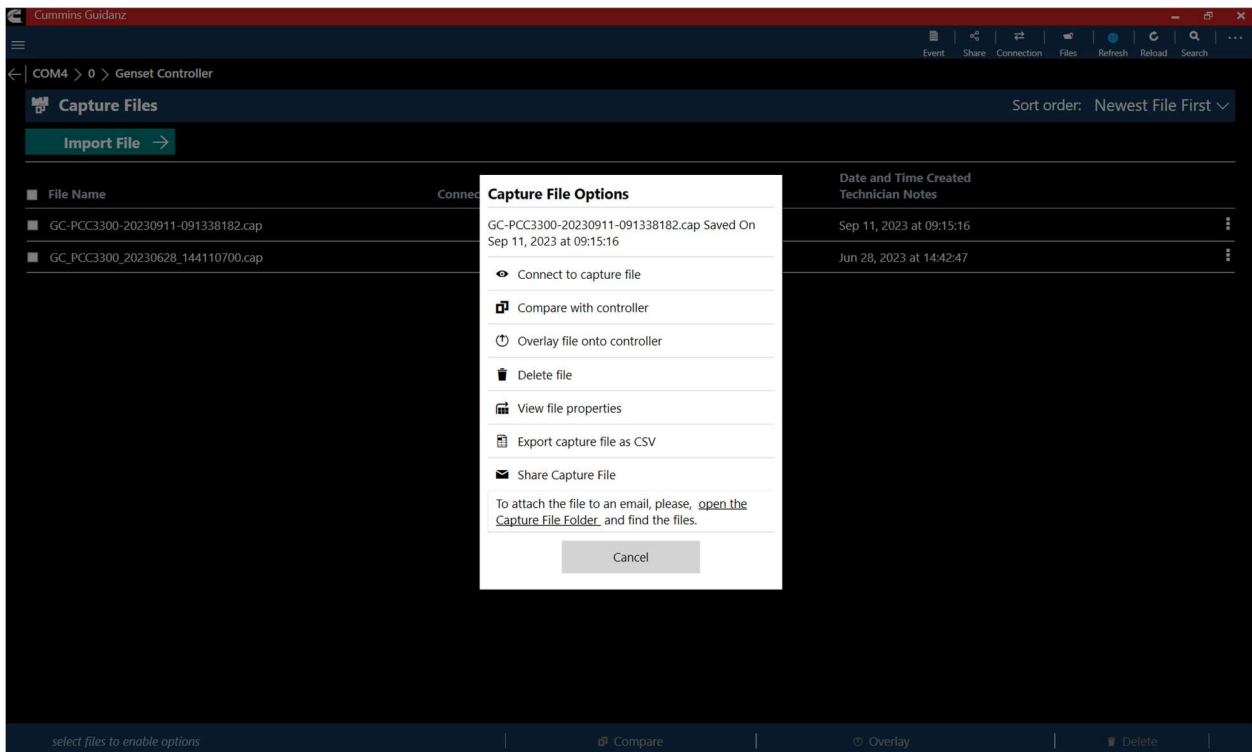 Cummins Guidanz
Event Share Connection Files Refresh Reload Search
COM4 > 0 > Genset Controller
Capture Files
Sort order: Newest File First
Import File
File Name
Connec
Date and Time Created
Technician Notes
GC-PCC3300-20230911-091338182.cap
Sep 11, 2023 at 09:15:16
GC_PCC3300_20230628_144110700.cap
Jun 28, 2023 at 14:42:47
Capture File Options
GC-PCC3300-20230911-091338182.cap Saved On
Sep 11, 2023 at 09:15:16
Connect to capture file
Compare with controller
Overlay file onto controller
Delete file
View file properties
Export capture file as CSV
Share Capture File
To attach the file to an email, please, open the
Capture File Folder and find the files.
Cancel
select files to enable options
Compare
Overlay
Delete